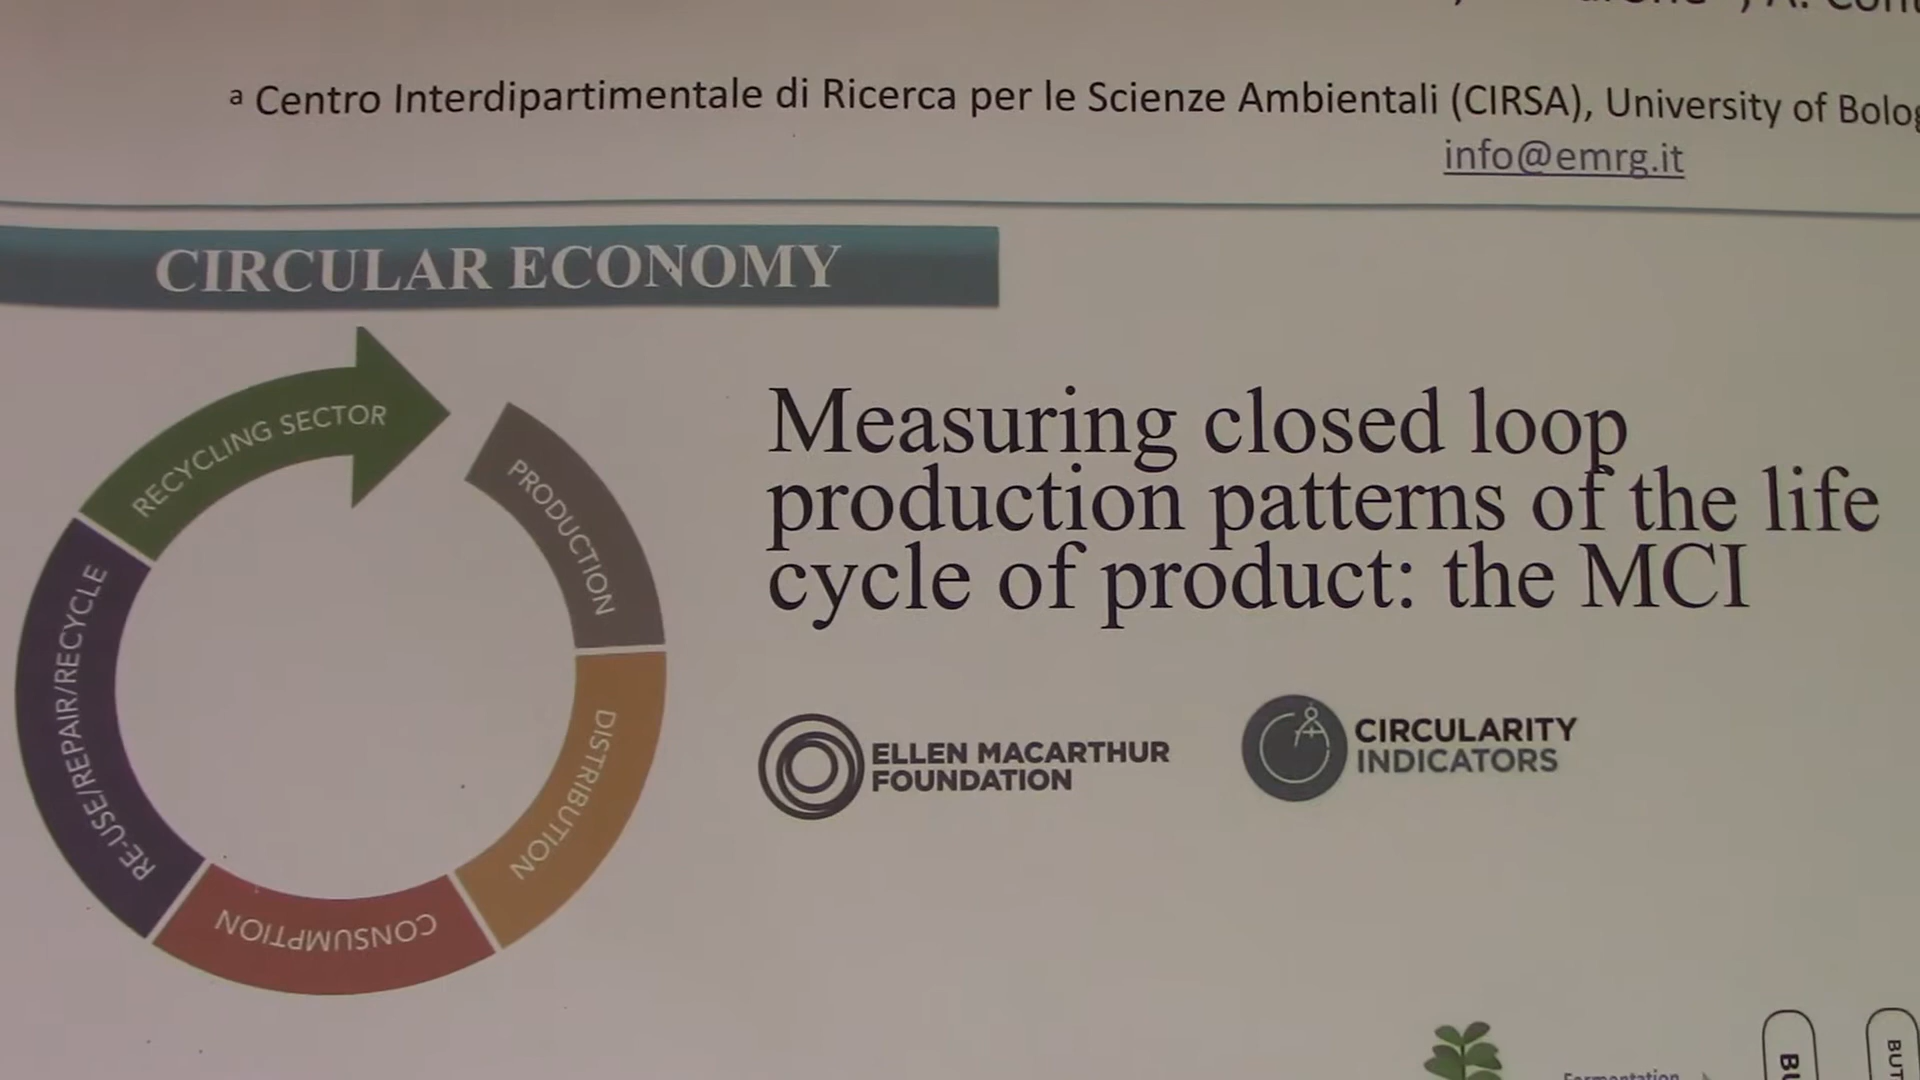 a Centro Interdipartimentale di Ricerca per le Scienze Ambientali (CIRSA), University of
info@emrg.it
CIRCULAR ECONOMY
RECYCLING SECTOR
PRODUCTION
DISTRIBUTION
CONSUMPTION
RE-USE/REPAIR/RECYCLE
Measuring closed loop
production patterns of the life
cycle of product: the MCI
ELLEN MACARTHUR
FOUNDATION
CIRCULARITY
INDICATORS